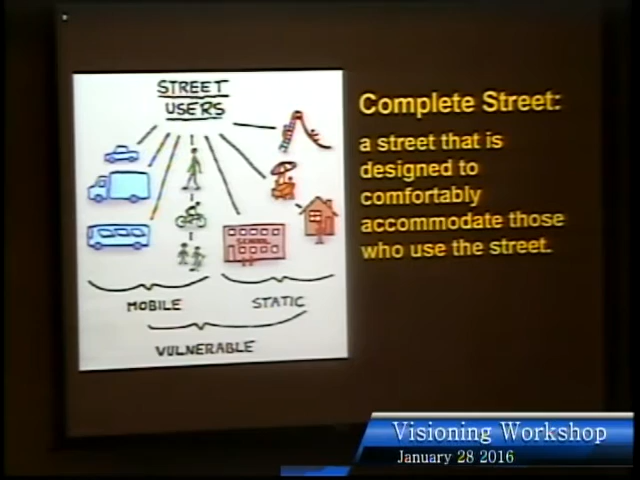 STREET
USERS
SCHOOL
MOBILE
STATIC
VULNERABLE
Complete Street:
a street that is
designed to
comfortably
accommodate those
who use the street.
Visioning Workshop
January 28 2016